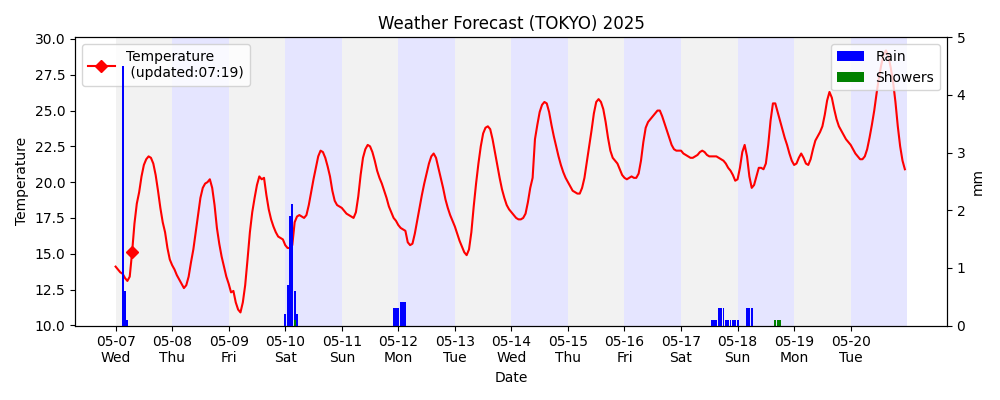 Weather Forecast (TOKYO) 2025
Temperature
(updated:07:19)
Rain
Showers
30.0
27.5
25.0
22.5
20.0
17.5
15.0
12.5
10.0
Temperature
5
4
3
2
1
0
mm
05-07 05-08 05-09 05-10 05-11 05-12 05-13 05-14 05-15 05-16 05-17 05-18 05-19 05-20
Wed Thu Fri Sat Sun Mon Tue Wed Thu Fri Sat Sun Mon Tue
Date